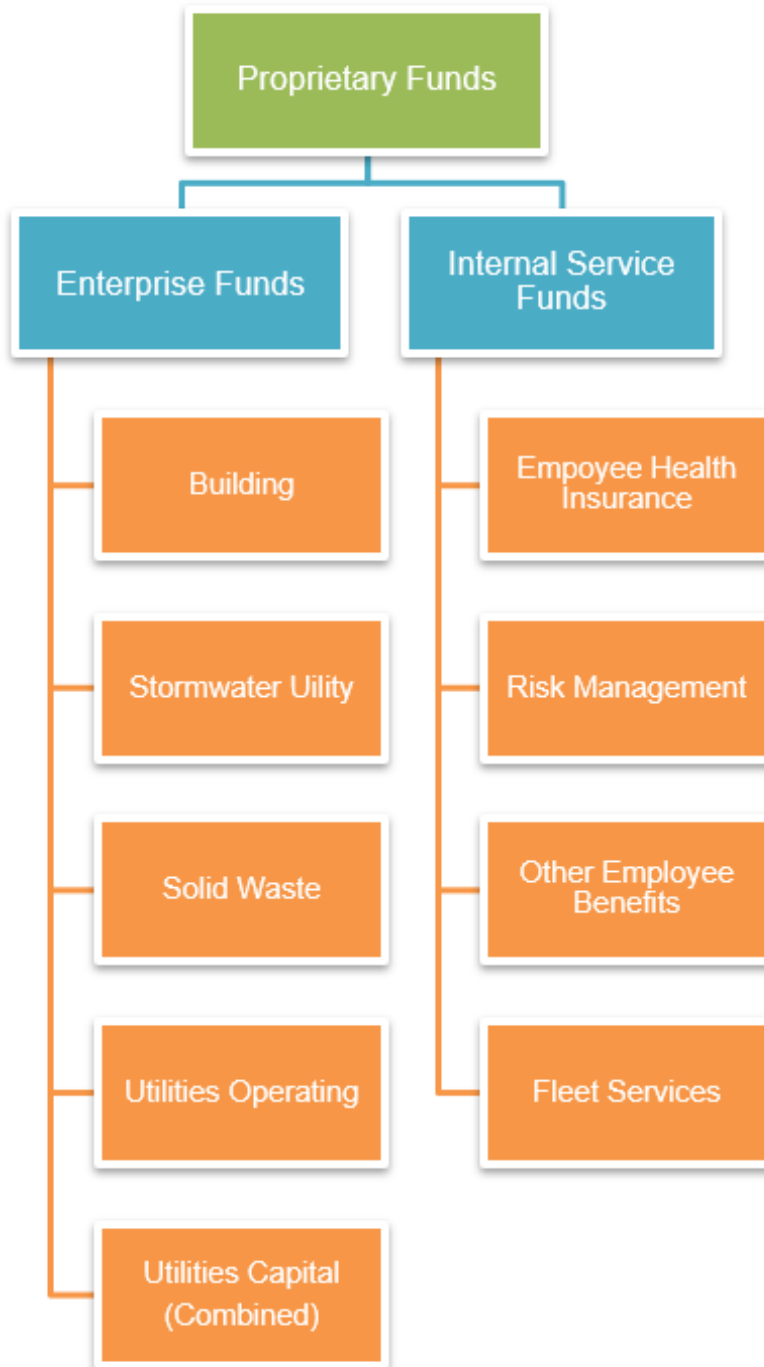 Proprietary Funds
Enterprise Funds
Internal Service
Funds
Building
Stormwater Uility
Solid Waste
Utilities Operating
Utilities Capital
(Combined)
Empoyee Health
Insurance
Risk Management
Other Employee
Benefits
Fleet Services